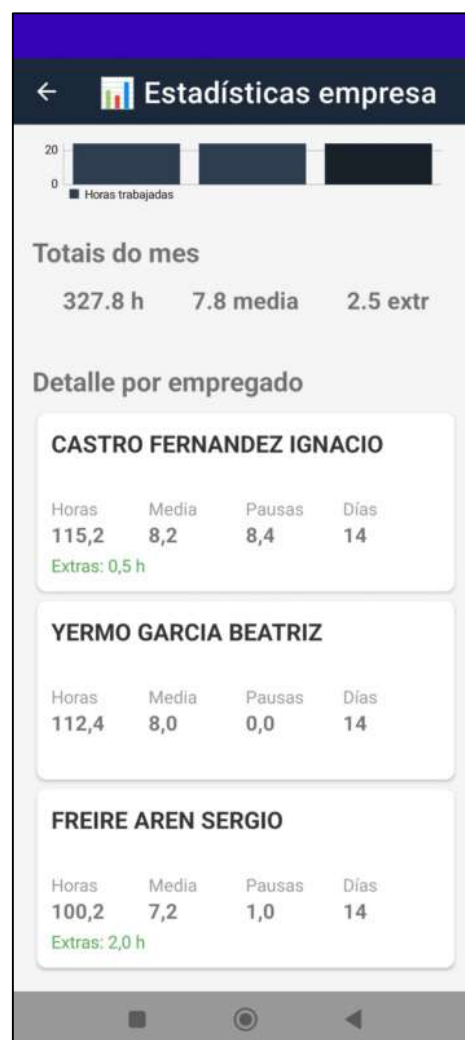 Estadísticas empresa
20
0
Horas trabajadas
Totais do mes
327.8 h 7.8 media 2.5 extr
Detalle por empregado
CASTRO FERNANDEZ IGNACIO
Horas Media Pausas Días
115,2 8,2 8,4 14
Extras: 0,5 h
YERMO GARCIA BEATRIZ
Horas Media Pausas Días
112,4 8,0 0,0 14
FREIRE AREN SERGIO
Horas Media Pausas Días
100,2 7,2 1,0 14
Extras: 2,0 h